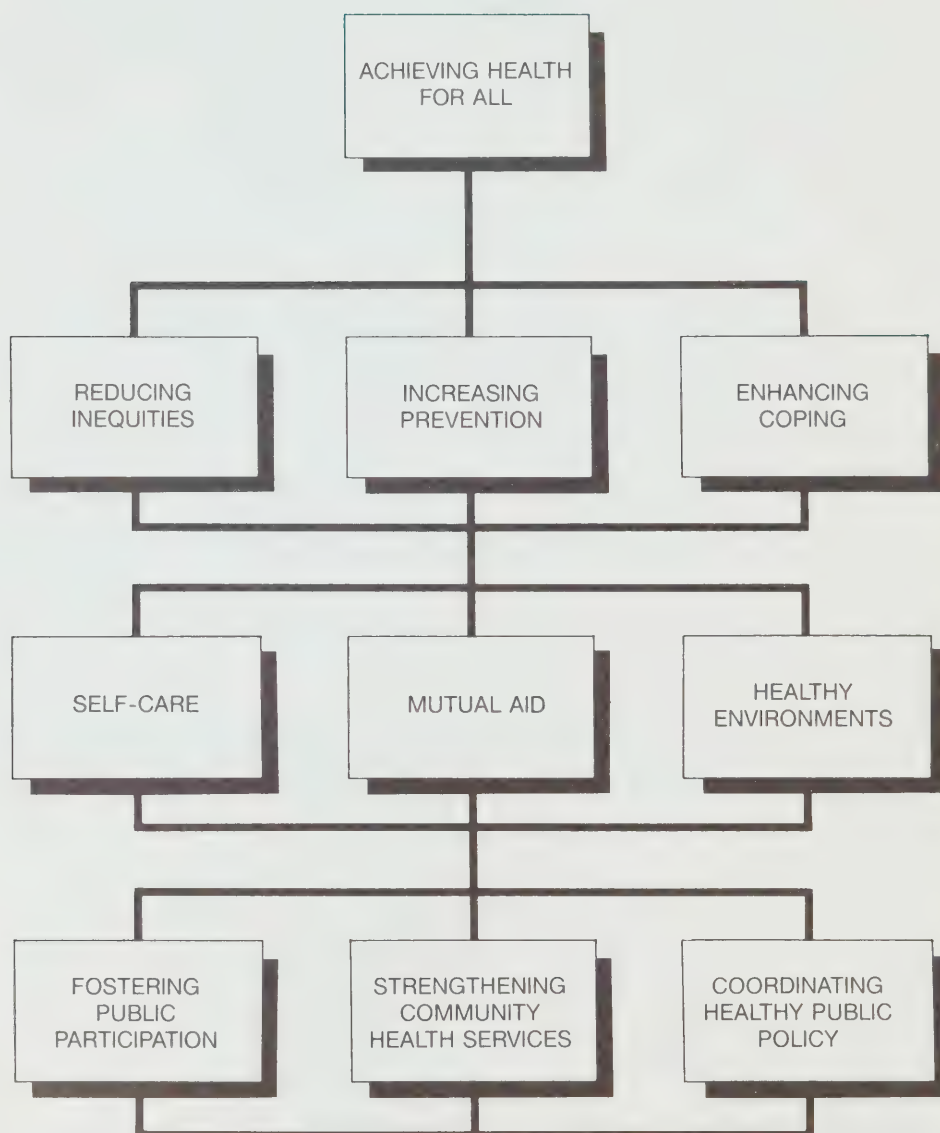 ACHIEVING HEALTH
FOR ALL
REDUCING
INEQUITIES
INCREASING
PREVENTION
ENHANCING
COPING
SELF-CARE
MUTUAL AID
HEALTHY
ENVIRONMENTS
FOSTERING
PUBLIC
PARTICIPATION
STRENGTHENING
COMMUNITY
HEALTH SERVICES
COORDINATING
HEALTHY PUBLIC
POLICY